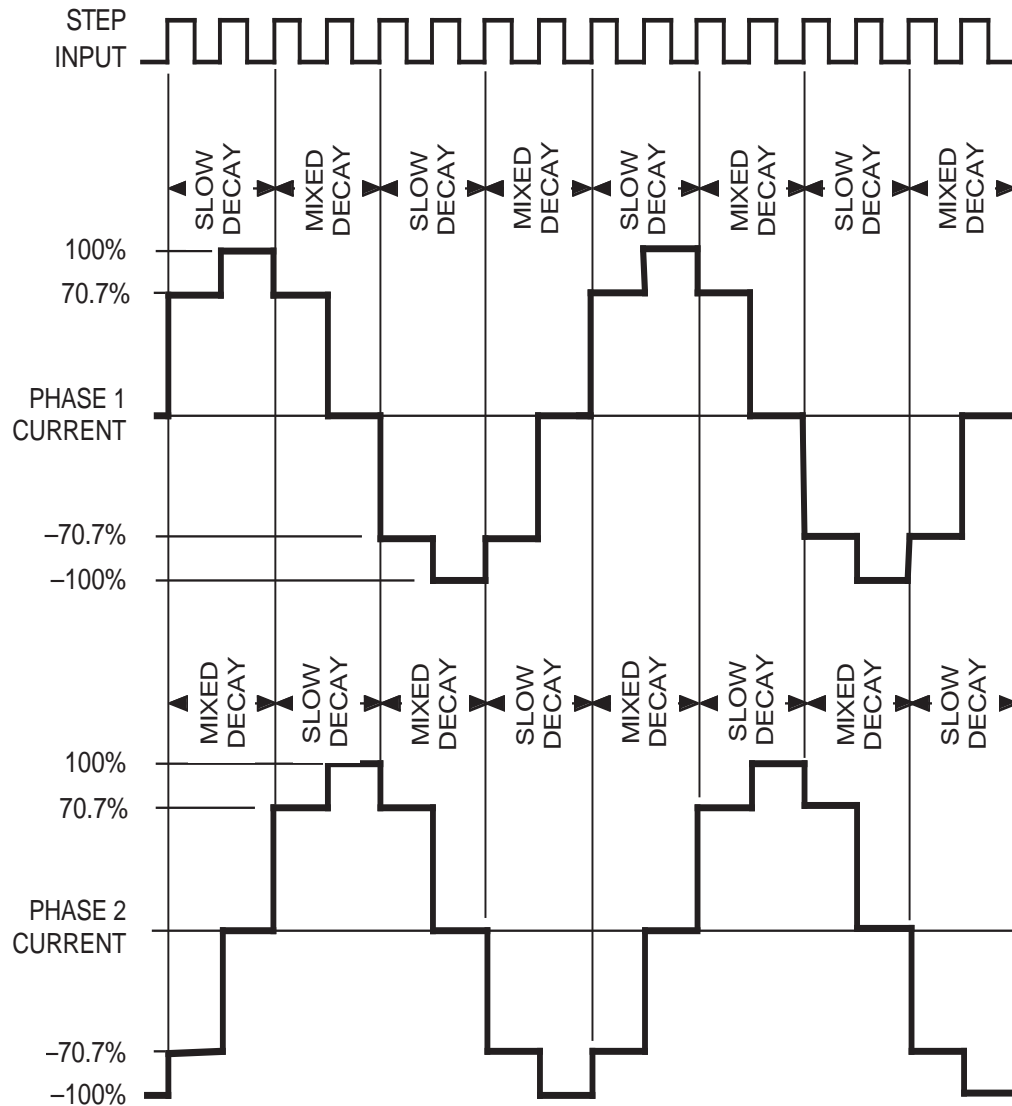 STEP
INPUT
SLOW
DECAY
MIXED
DECAY
SLOW
DECAY
MIXED
DECAY
SLOW
DECAY
MIXED
DECAY
SLOW
DECAY
MIXED
DECAY
100%
70.7%
PHASE 1
CURRENT
–70.7%
–100%
MIXED
DECAY
SLOW
DECAY
MIXED
DECAY
SLOW
DECAY
MIXED
DECAY
SLOW
DECAY
MIXED
DECAY
SLOW
DECAY
100%
70.7%
PHASE 2
CURRENT
–70.7%
–100%